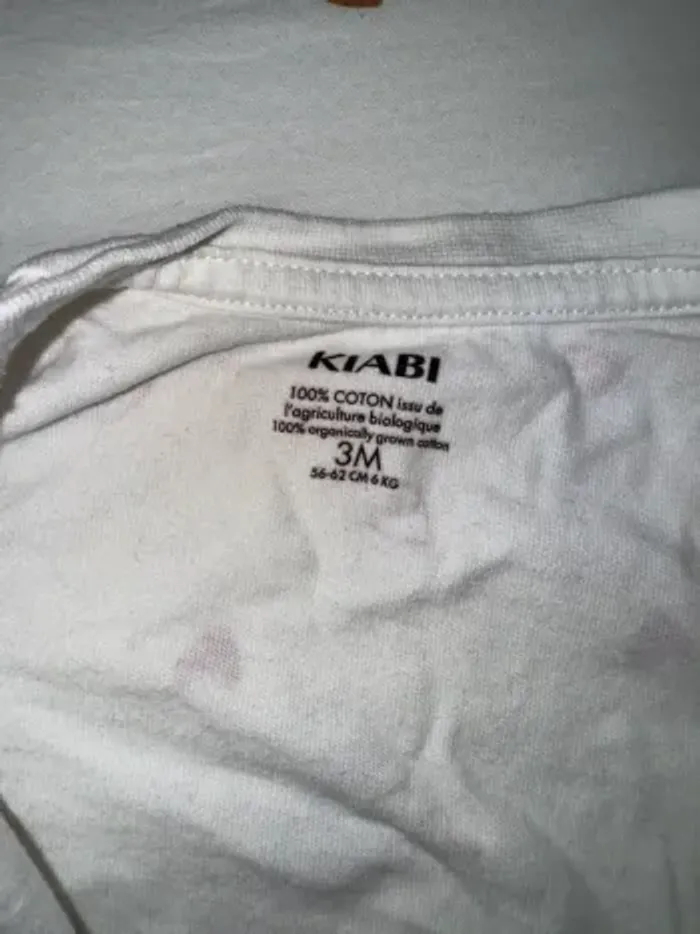 KIABI
100% COTON issu de
l'agriculture biologique
100% organically grown cotton
3M
56-62 CM 6 KG